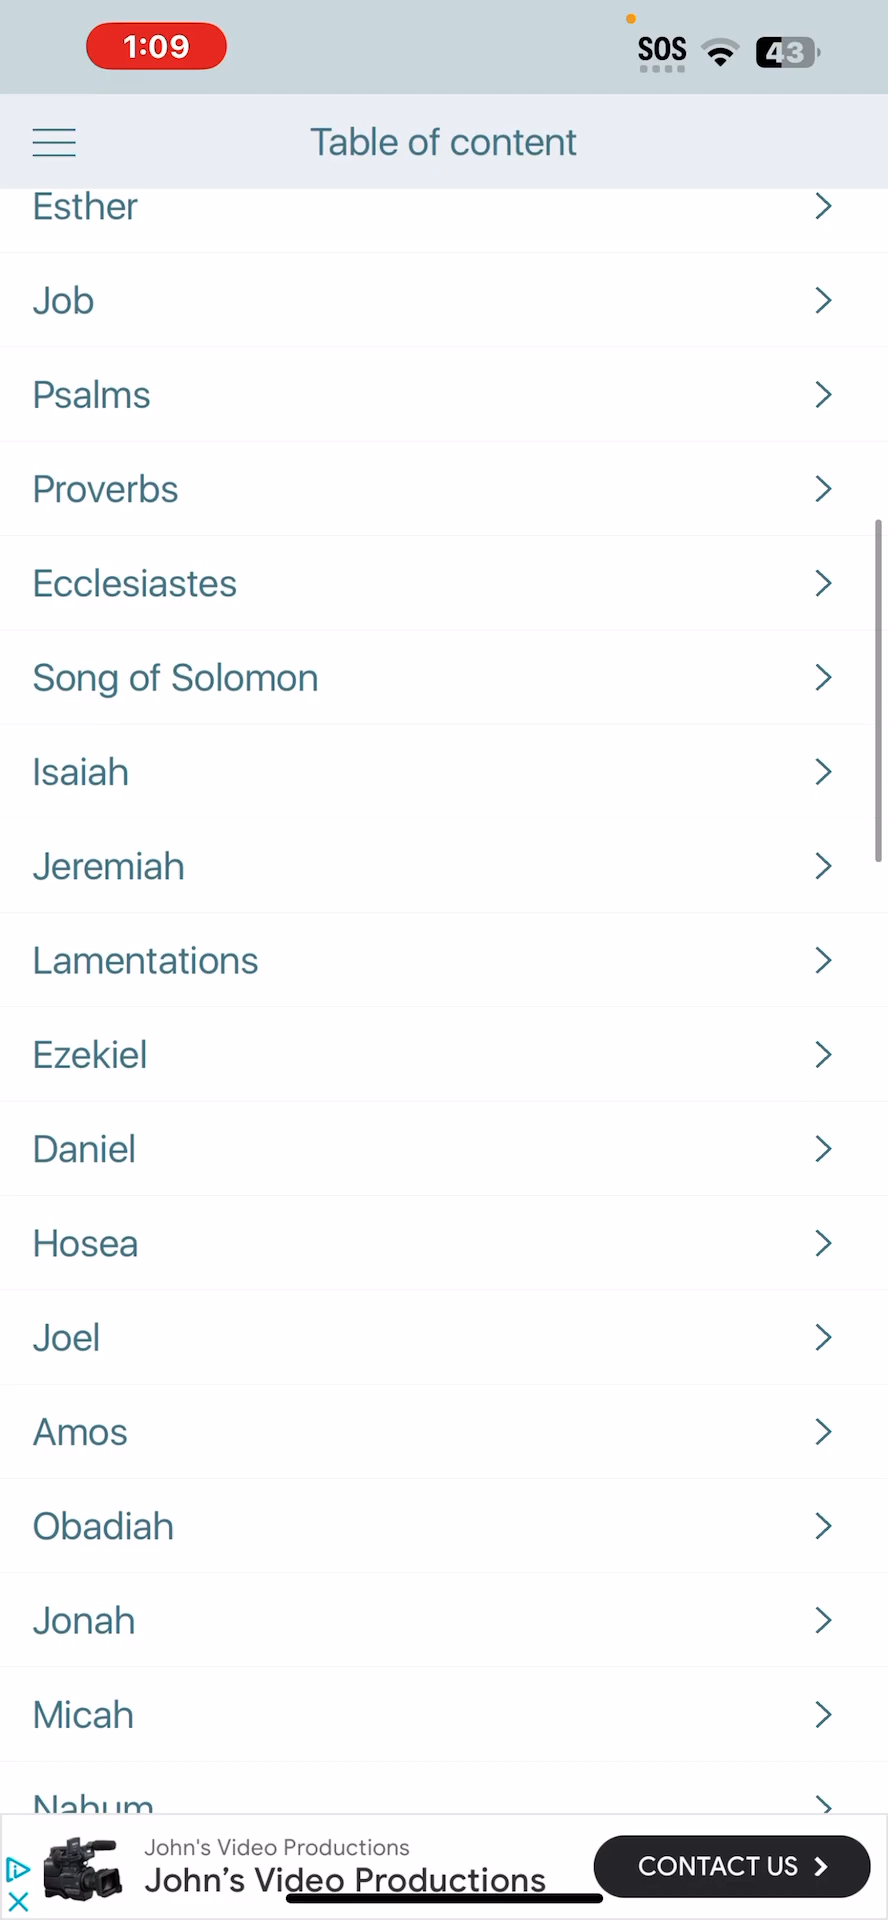 1:09
SOS
43
Table of content
Esther
Job
Psalms
Proverbs
Ecclesiastes
Song of Solomon
Isaiah
Jeremiah
Lamentations
Ezekiel
Daniel
Hosea
Joel
Amos
Obadiah
Jonah
Micah
Nahum
John's Video Productions
John's Video Productions
CONTACT US